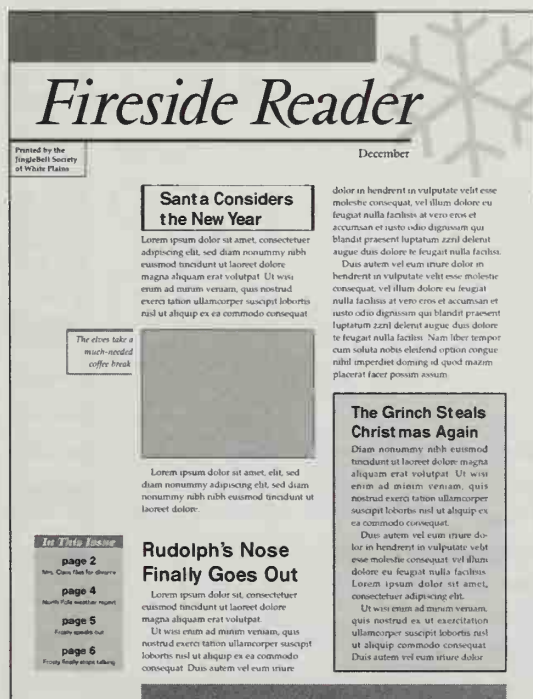 Fireside Reader
Printed by the
JingleBell Society
of White Plains
December
Santa Considers
the New Year
Lorem ipsum dolor sit amet, consectetuer
adipiscing elit, sed diam nonummy nibh
euismod tincidunt ut laoreet dolore
magna aliquam erat volutpat. Ut wisi
enim ad minim veniam, quis nostrud
exerci tation ullamcorper suscipit lobortis
nisl ut aliquip ex ea commodo consequat
The elves take a
much-needed
coffee break
Lorem ipsum dolor sit amet, elit, sed
diam nonummy adipiscing elit, sed diam
nonummy nibh nibh euismod tincidunt ut
laoreet dolore.
In This Issue
page 2
Mrs. Claus files for divorce
page 4
North Pole weather report
page 5
Frosty speaks out
page 6
Frosty finally stops talking
Rudolph's Nose
Finally Goes Out
Lorem ipsum dolor sit, consectetuer
euismod tincidunt ut laoreet dolore
magna aliquam erat volutpat.
Ut wisi enim ad minim veniam, quis
nostrud exerci tation ullamcorper suscipit
lobortis nisl ut aliquip ex ea commodo
consequat. Duis autem vel eum iriure
dolor in hendrerit in vulputate velit esse
molestie consequat, vel illum dolore eu
feugiat nulla facilisis at vero eros et
accumsan et iusto odio dignissim qui
blandit praesent luptatum zzril delenit
augue duis dolore te feugait nulla facilisi.
Duis autem vel eum iriure dolor in
hendrerit in vulputate velit esse molestie
consequat, vel illum dolore eu feugiat
nulla facilisis at vero eros et accumsan et
iusto odio dignissim qui blandit praesent
luptatum zzril delenit augue duis dolore
te feugait nulla facilisi. Nam liber tempor
cum soluta nobis eleifend option congue
nihil imperdiet doming id quod mazim
placerat facer possim assum.
The Grinch Steals
Christmas Again
Diam nonummy nibh euismod
tincidunt ut laoreet dolore magna
aliquam erat volutpat. Ut wisi
enim ad minim veniam, quis
nostrud exerci tation ullamcorper
suscipit lobortis nisl ut aliquip ex
ea commodo consequat.
Duis autem vel eum iriure do-
lor in hendrerit in vulputate velit
esse molestie consequat, vel illum
dolore eu feugiat nulla facilisis.
Lorem ipsum dolor sit amet,
consectetuer adipiscing elit.
Ut wisi enim ad minim veniam,
quis nostrud ex ut exercitation
ullamcorper suscipit lobortis nisl
ut aliquip commodo consequat.
Duis autem vel eum iriure dolor